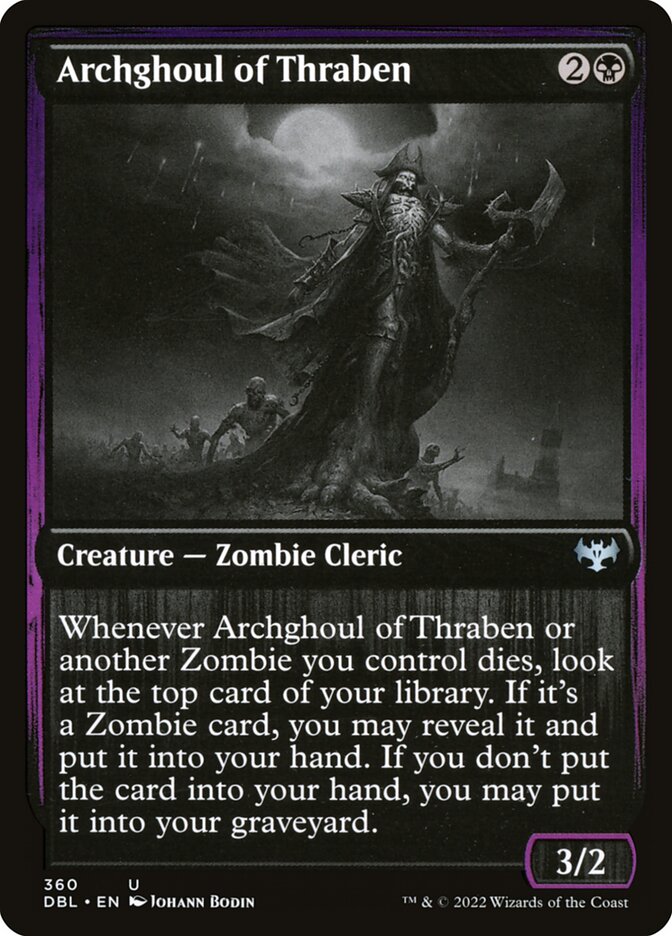 Archghoul of Thraben 2
Creature — Zombie Cleric
Whenever Archghoul of Thraben or
another Zombie you control dies, look
at the top card of your library. If it's
a Zombie card, you may reveal it and
put it into your hand. If you don't put
the card into your hand, you may put
it into your graveyard.
3/2
360 U
DBL • EN Johann Bodin ™ & © 2022 Wizards of the Coast